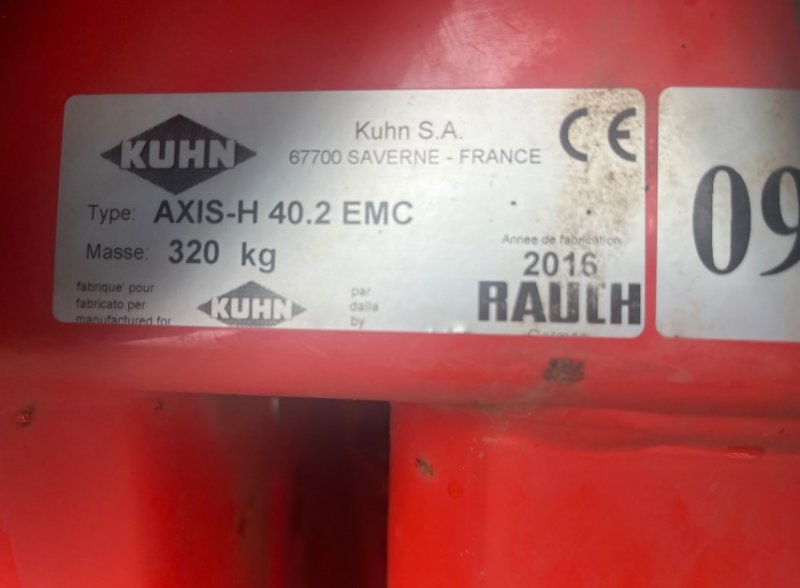 KUHN
Kuhn S.A.
67700 SAVERNE - FRANCE
CE
Type: AXIS-H 40.2 EMC
Masse: 320 kg
Annee de fabrication
2016
fabrique' pour
fabricato per
manufactured for
KUHN
par
dalla
by
RAUCH
09